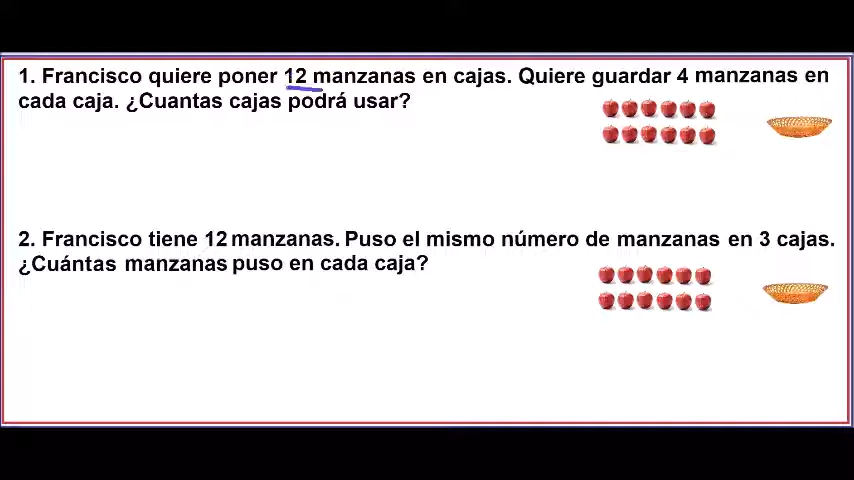 1. Francisco quiere poner 12 manzanas en cajas. Quiere guardar 4 manzanas en
cada caja. ¿Cuantas cajas podrá usar?
2. Francisco tiene 12 manzanas. Puso el mismo número de manzanas en 3 cajas.
¿Cuántas manzanas puso en cada caja?